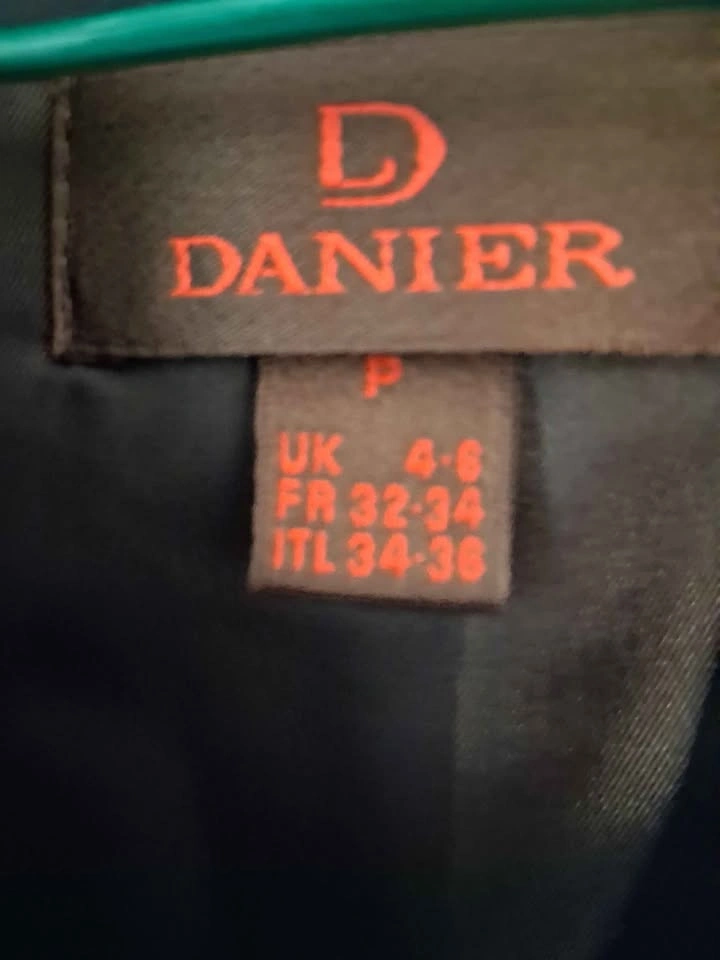 D
DANIER
P
UK 4-6
FR 32-34
ITL 34-36